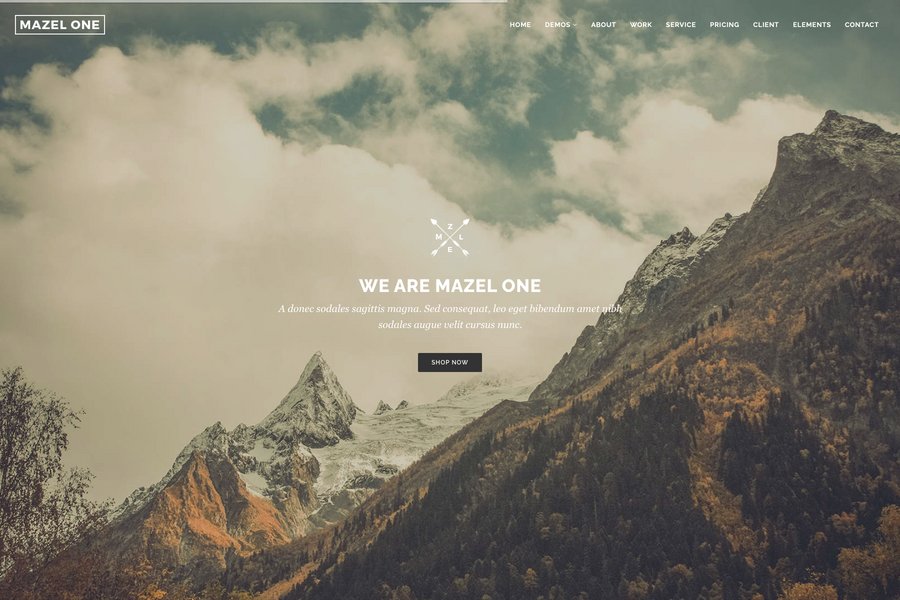 MAZEL ONE
HOME DEMOS ABOUT WORK SERVICE PRICING CLIENT ELEMENTS CONTACT
Z
M L
E
WE ARE MAZEL ONE
A donec sodales sagittis magna. Sed consequat, leo eget bibendum amet nibh
sodales augue velit cursus nunc.
SHOP NOW